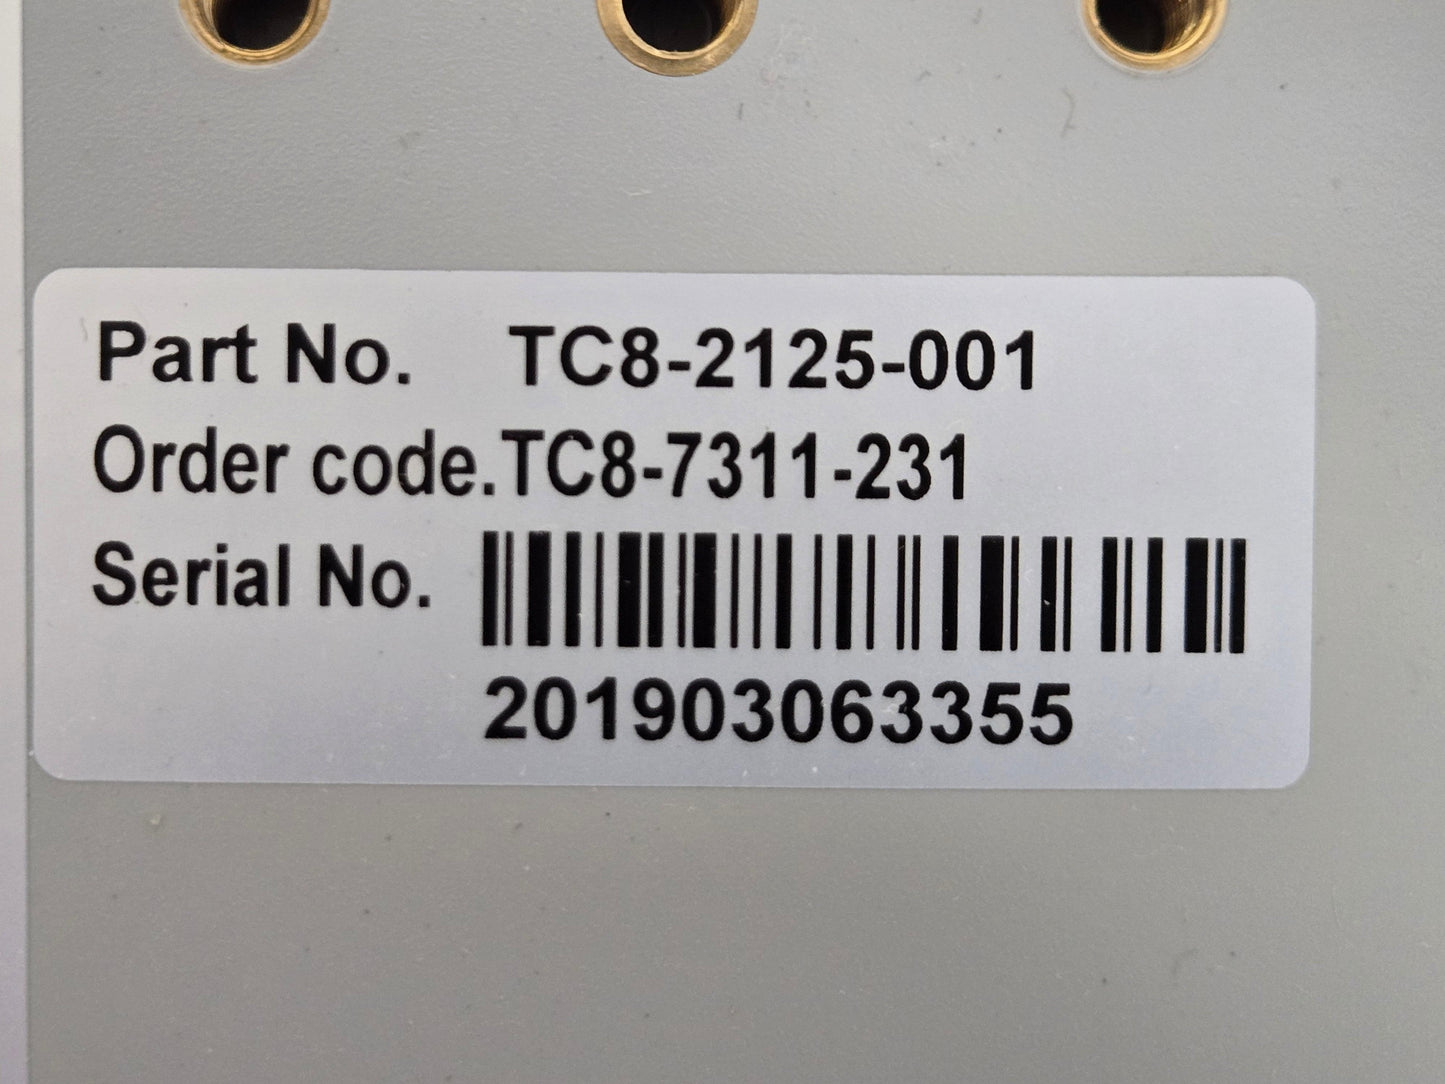 Part No. TC8-2125-001
Order code.TC8-7311-231
Serial No.
201903063355